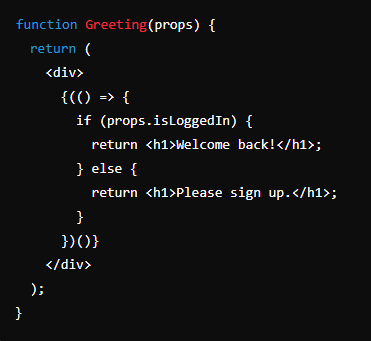 function Greeting(props) {
  return (
    <div>
      {(() => {
        if (props.isLoggedIn) {
          return <h1>Welcome back!</h1>;
        } else {
          return <h1>Please sign up.</h1>;
        }
      })()}
    </div>
  );
}